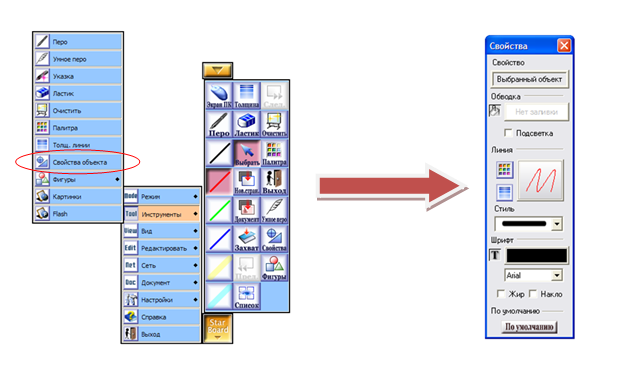 Перо
Умное перо
Указка
Ластик
Очистить
Палитра
Толщ. линии
Свойства объекта
Фигуры
Картинки
Flash
Mode Режим
Tool Инструменты
View Вид
Edit Редактировать
Net Сеть
Doc Документ
Настройки
Справка
Выход
Экран ПК Толщина След.
Перо Ластик Очистить
Выбрать Палитра
Нов.стран. Выход
Документ Умное перо
Захват Свойства
Пред. Фигуры
Список
Star
Board
Свойства
Свойство
Выбранный объект
Обводка
Нет заливки
Подсветка
Линия
Стиль
Шрифт
T
Arial
Жир Накло
По умолчанию
По умолчанию